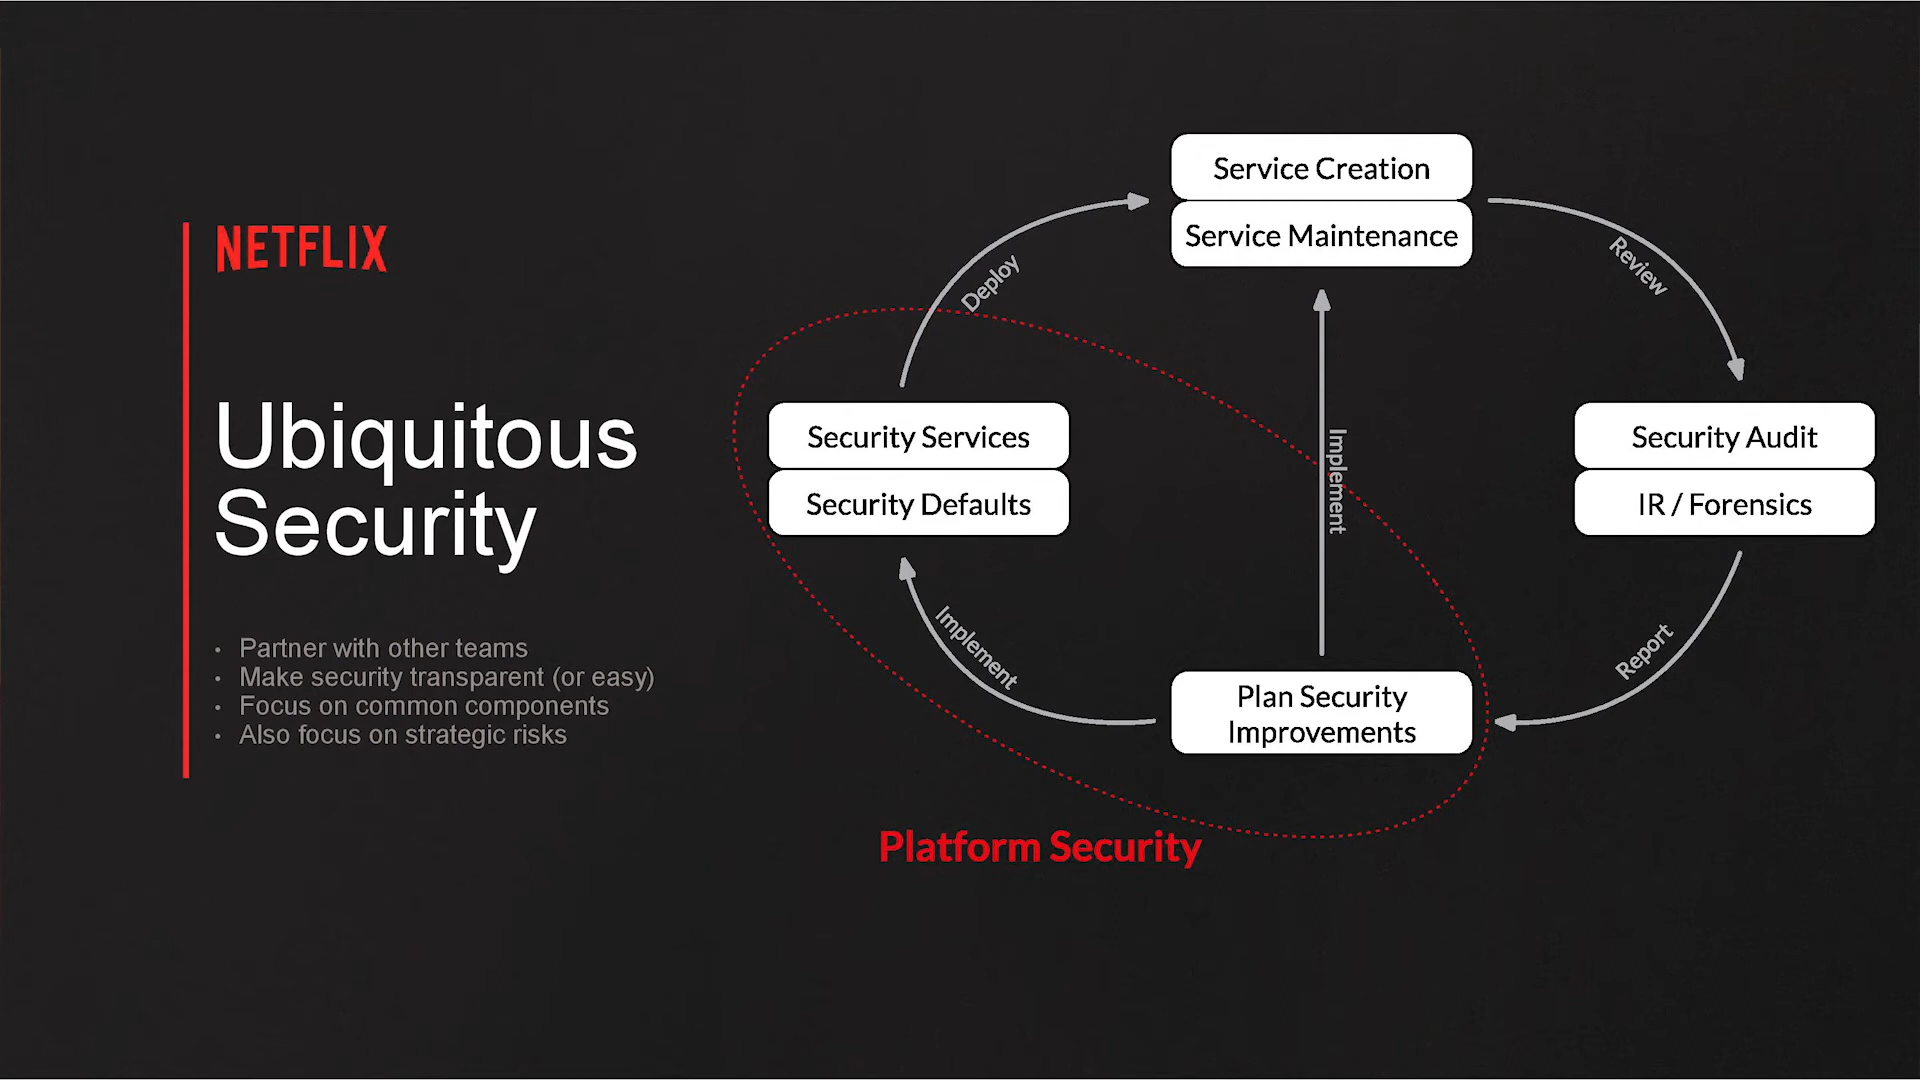 NETFLIX
Ubiquitous
Security
• Partner with other teams
• Make security transparent (or easy)
• Focus on common components
• Also focus on strategic risks
Service Creation
Service Maintenance
Deploy
Review
Security Services
Security Defaults
Implement
Security Audit
IR / Forensics
Implement
Report
Plan Security
Improvements
Platform Security